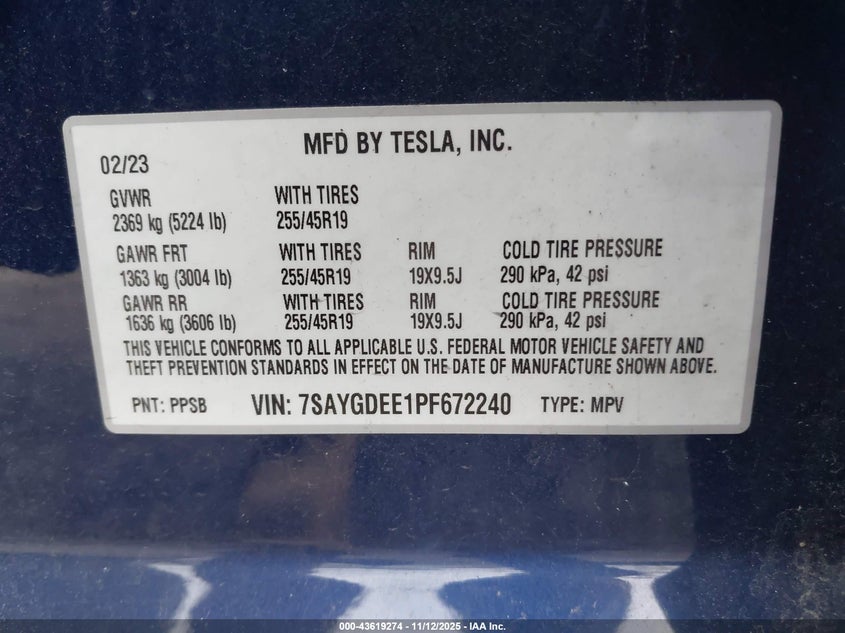 MFD BY TESLA, INC.
02/23
GVWR WITH TIRES
2369 kg (5224 lb) 255/45R19
GAWR FRT WITH TIRES RIM COLD TIRE PRESSURE
1363 kg (3004 lb) 255/45R19 19X9.5J 290 kPa, 42 psi
GAWR RR WITH TIRES RIM COLD TIRE PRESSURE
1636 kg (3606 lb) 255/45R19 19X9.5J 290 kPa, 42 psi
THIS VEHICLE CONFORMS TO ALL APPLICABLE U.S. FEDERAL MOTOR VEHICLE SAFETY AND
THEFT PREVENTION STANDARDS IN EFFECT ON THE DATE OF MANUFACTURE SHOWN ABOVE.
PNT: PPSB VIN: 7SAYGDEE1PF672240 TYPE: MPV
000-43619274 - 11/12/2025 - IAA Inc.